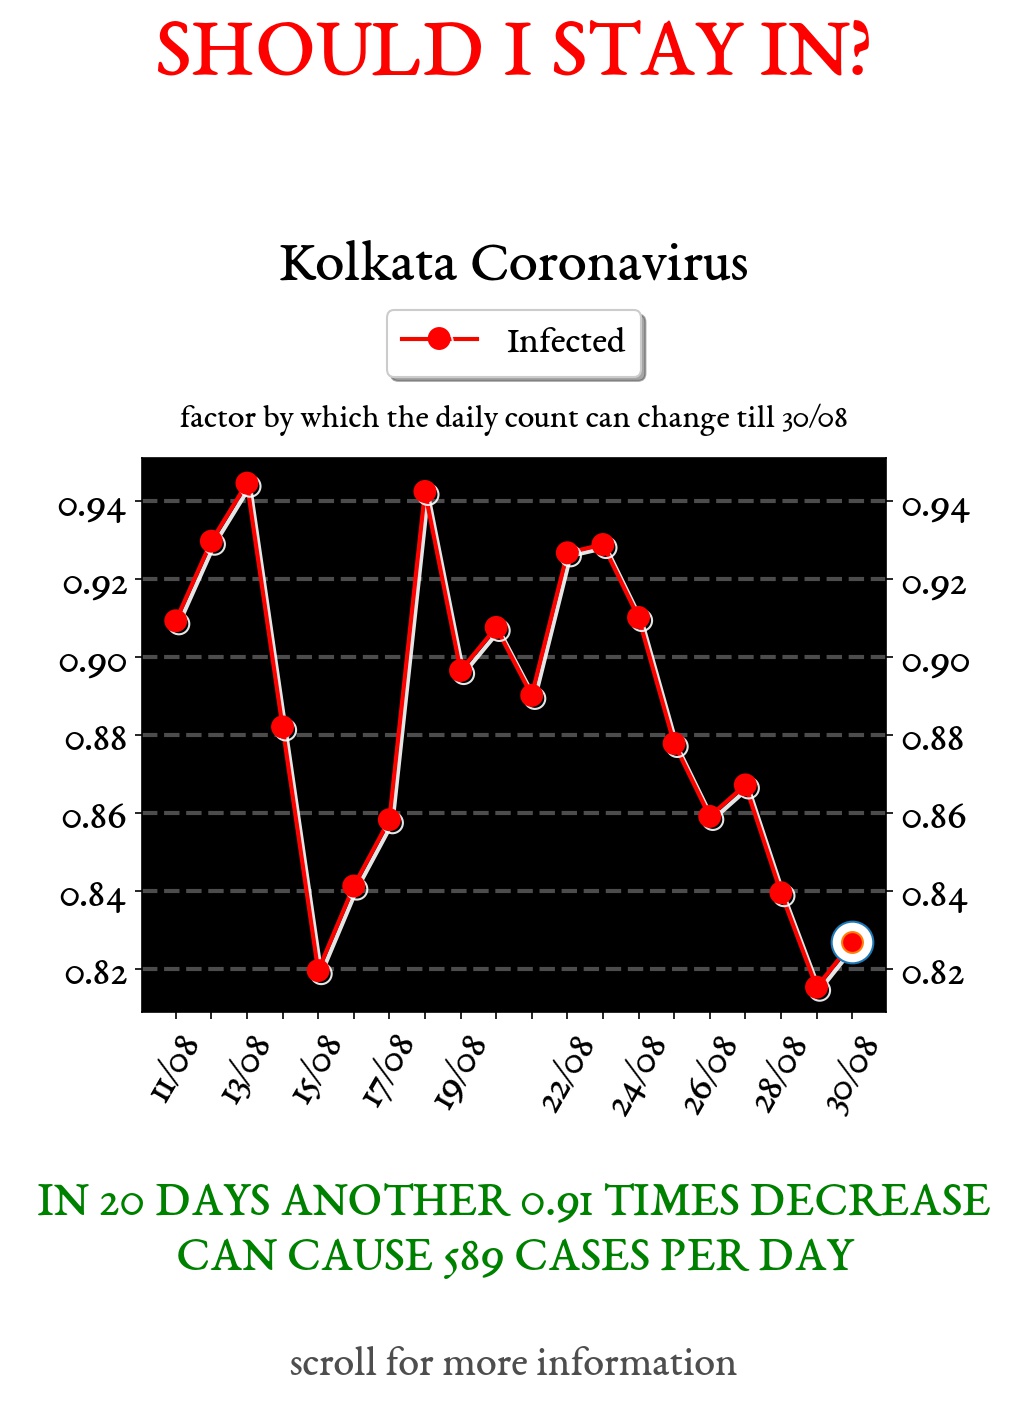 SHOULD I STAY IN?
Kolkata Coronavirus
Infected
factor by which the daily count can change till 30/08
0.94 0.94
0.92 0.92
0.90 0.90
0.88 0.88
0.86 0.86
0.84 0.84
0.82 0.82
11/08 13/08 15/08 17/08 19/08 22/08 24/08 26/08 28/08 30/08
IN 20 DAYS ANOTHER 0.91 TIMES DECREASE
CAN CAUSE 589 CASES PER DAY
scroll for more information